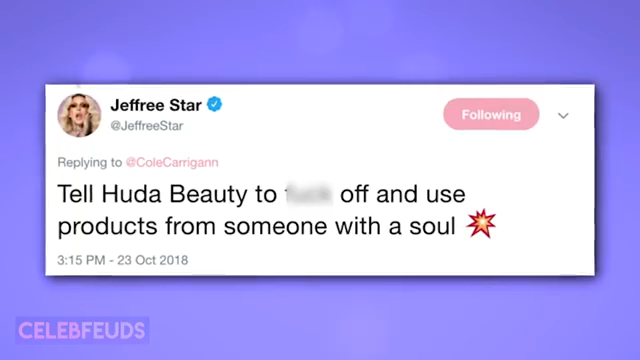 Jeffree Star
@JeffreeStar
Following
Replying to @ColeCarrigann
Tell Huda Beauty to off and use
products from someone with a soul 💥
3:15 PM - 23 Oct 2018
CELEBFEUDS